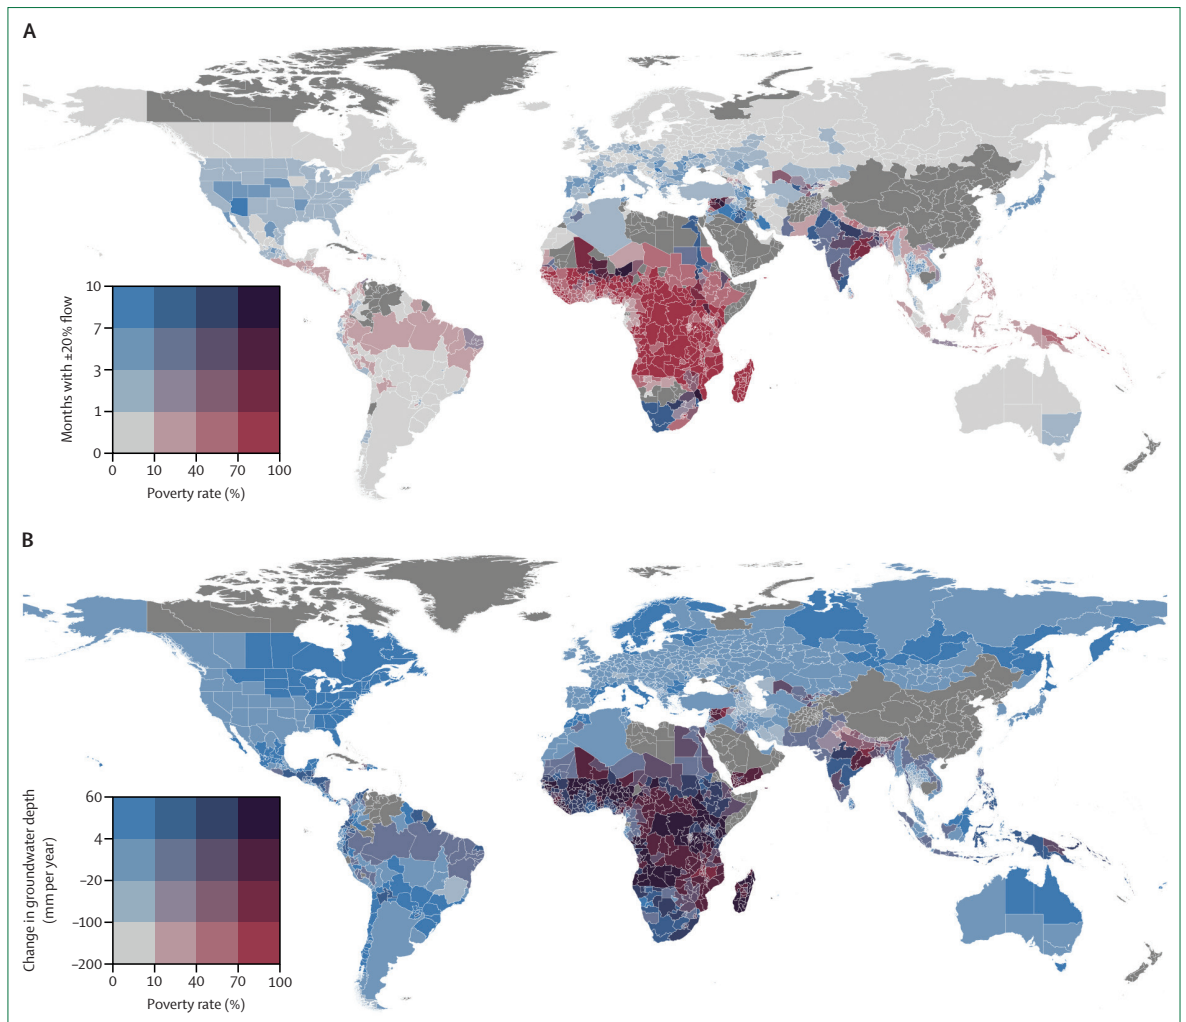 A
10
7
3
1
0
Months with ±20% flow
0 10 40 70 100
Poverty rate (%)
B
60
4
–20
–100
–200
Change in groundwater depth
(mm per year)
0 10 40 70 100
Poverty rate (%)